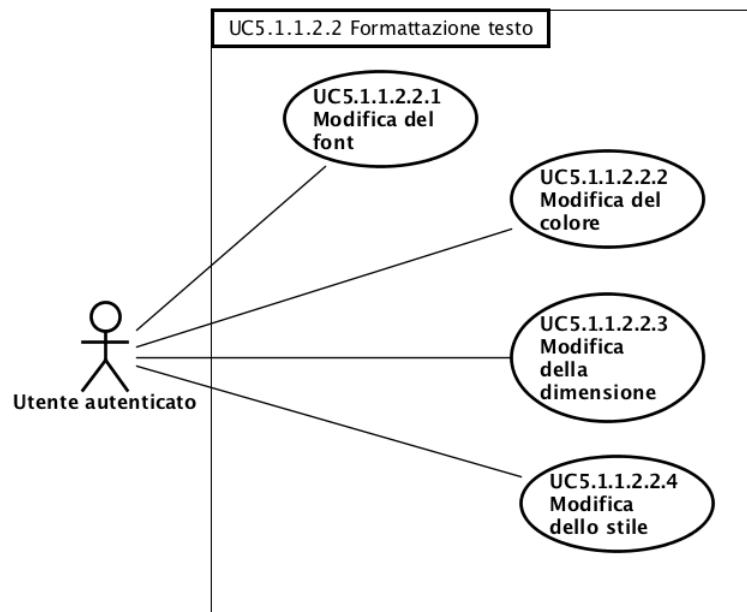 UC5.1.1.2.2 Formattazione testo
UC5.1.1.2.2.1
Modifica del
font
UC5.1.1.2.2.2
Modifica del
colore
UC5.1.1.2.2.3
Modifica
della
dimensione
Utente autenticato
UC5.1.1.2.2.4
Modifica
dello stile